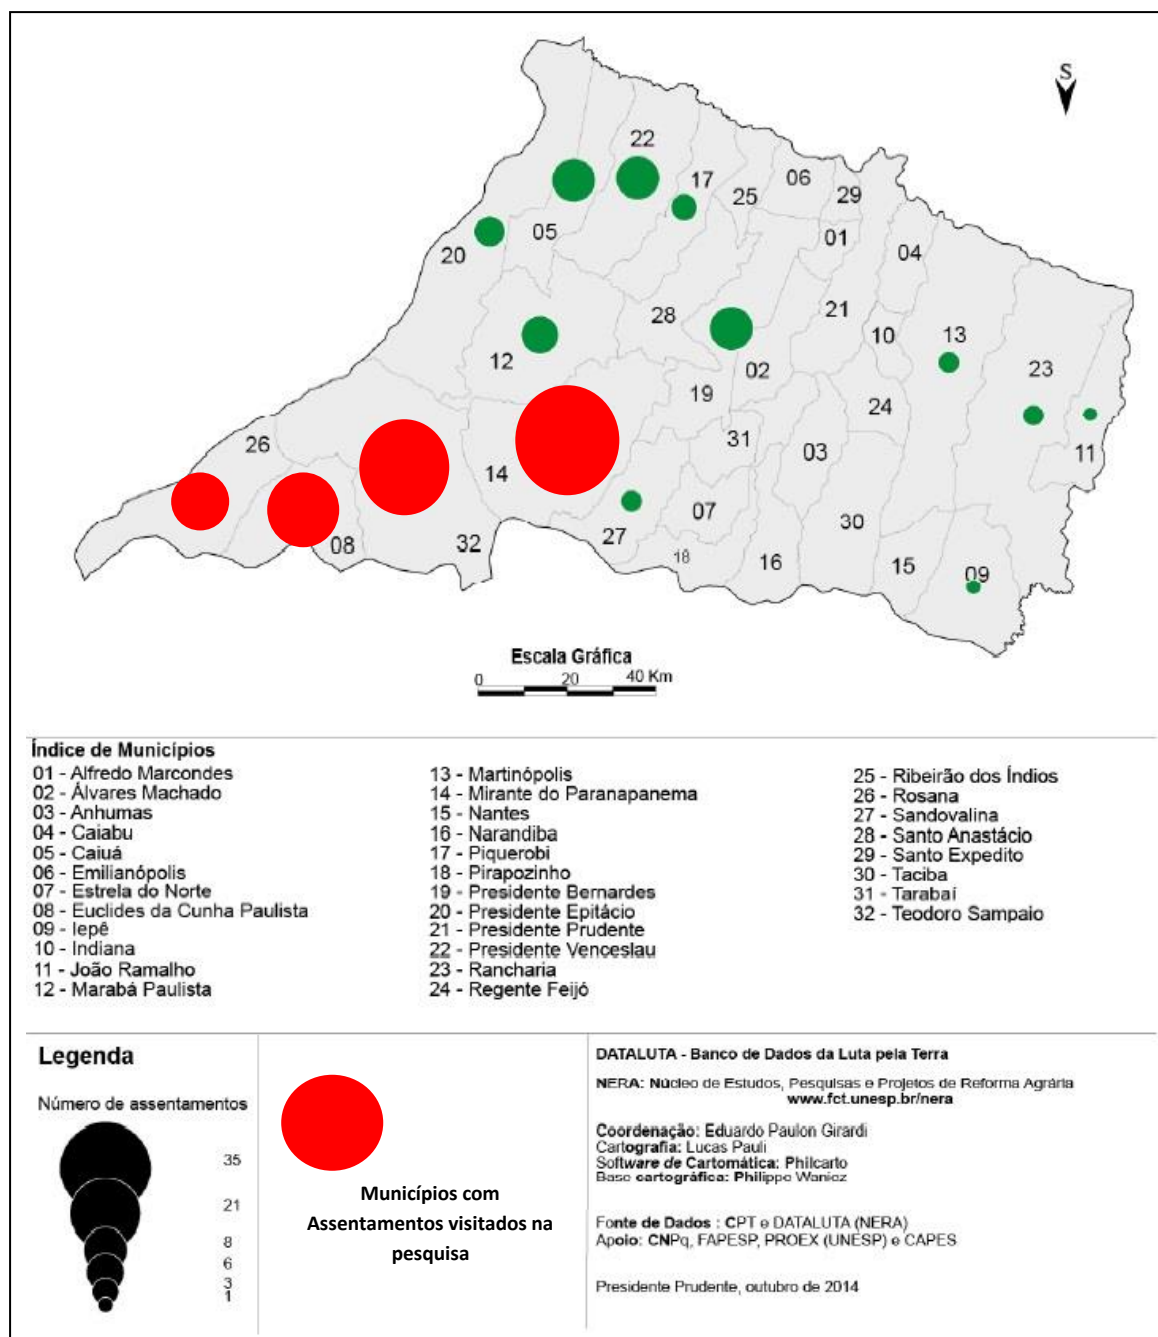 S
22
17
06
25
29
05
01
04
20
28
21
10
13
12
02
23
19
24
26
31
14
03
11
07
30
27
08
32
18
16
15
09
Escala Gráfica
0 20 40 Km
Índice de Municípios
01 - Alfredo Marcondes
02 - Álvares Machado
03 - Anhumas
04 - Caiabu
05 - Caiuá
06 - Emilianópolis
07 - Estrela do Norte
08 - Euclides da Cunha Paulista
09 - Iepê
10 - Indiana
11 - João Ramalho
12 - Marabá Paulista
13 - Martinópolis
14 - Mirante do Paranapanema
15 - Nantes
16 - Narandiba
17 - Piquerobi
18 - Pirapozinho
19 - Presidente Bernardes
20 - Presidente Epitácio
21 - Presidente Prudente
22 - Presidente Venceslau
23 - Rancharia
24 - Regente Feijó
25 - Ribeirão dos Índios
26 - Rosana
27 - Sandovalina
28 - Santo Anastácio
29 - Santo Expedito
30 - Taciba
31 - Tarabaí
32 - Teodoro Sampaio
Legenda
Número de assentamentos
35
21
8
6
3
1
Municípios com
Assentamentos visitados na
pesquisa
DATALUTA - Banco de Dados da Luta pela Terra
NERA: Núcleo de Estudos, Pesquisas e Projetos de Reforma Agrária
www.fct.unesp.br/nera
Coordenação: Eduardo Paulon Girardi
Cartografia: Lucas Pauli
Software de Cartomática: Philcarto
Base cartográfica: Philippe Waniez
Fonte de Dados : CPT e DATALUTA (NERA)
Apoio: CNPq, FAPESP, PROEX (UNESP) e CAPES
Presidente Prudente, outubro de 2014